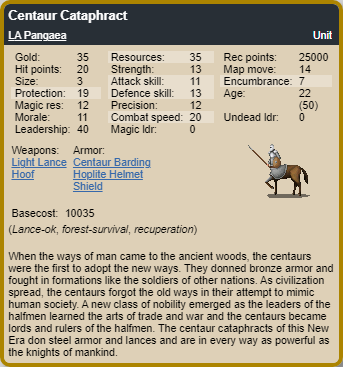 Centaur Cataphract
LA Pangaea Unit
Gold: 35 Resources: 35 Rec points: 25000
Hit points: 20 Strength: 13 Map move: 14
Size: 3 Attack skill: 11 Encumbrance: 7
Protection: 19 Defence skill: 13 Age: 22
Magic res: 12 Precision: 12 (50)
Morale: 11 Combat speed: 20 Undead ldr: 0
Leadership: 40 Magic ldr: 0
Weapons: Armor:
Light Lance Centaur Barding
Hoof Hoplite Helmet
Shield
Basecost: 10035
(Lance-ok, forest-survival, recuperation)
When the ways of man came to the ancient woods, the centaurs
were the first to adopt the new ways. They donned bronze armor and
fought in formations like the soldiers of other nations. As civilization
spread, the centaurs forgot the old ways in their attempt to mimic
human society. A new class of nobility emerged as the leaders of the
halfmen learned the arts of trade and war and the centaurs became
lords and rulers of the halfmen. The centaur cataphracts of this New
Era don steel armor and lances and are in every way as powerful as
the knights of mankind.